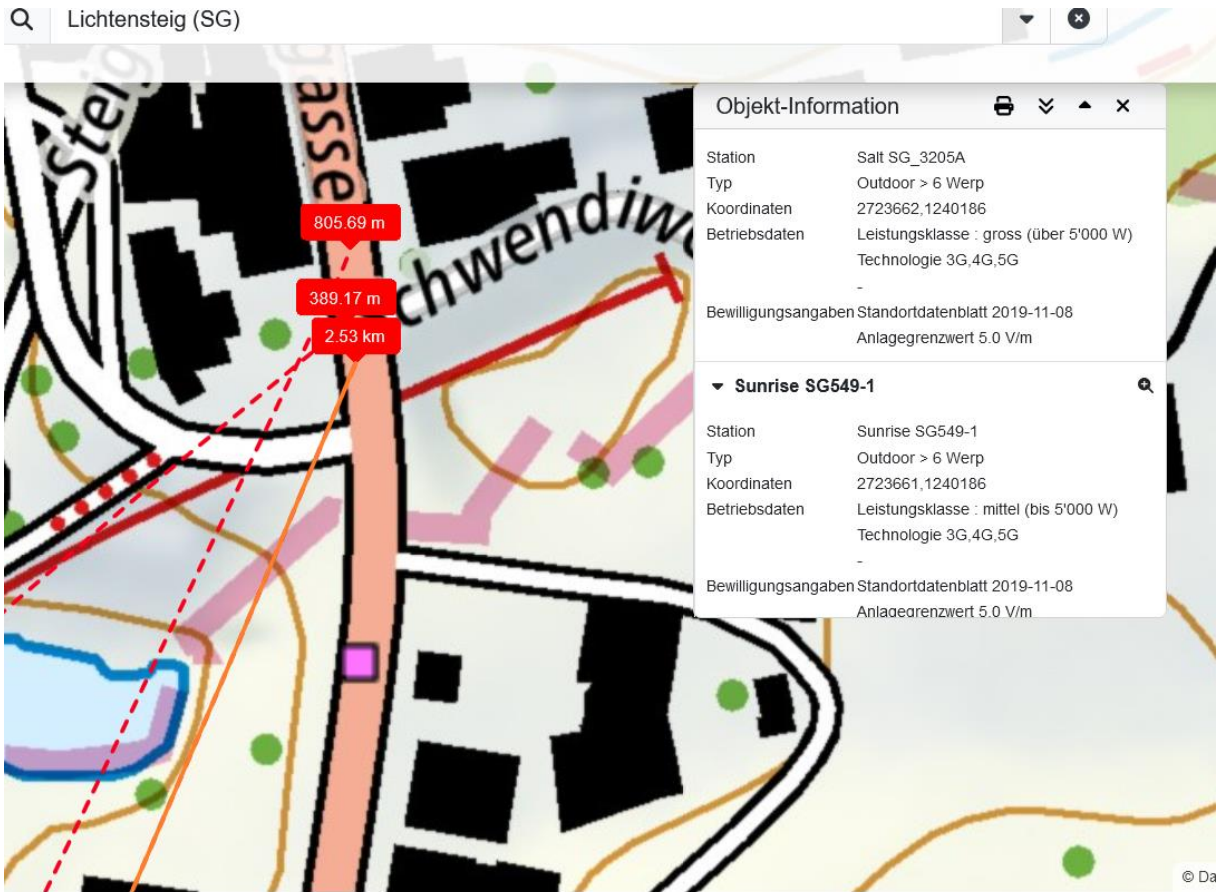 Lichtensteig (SG)
steig
gasse
805.69 m
389.17 m
2.53 km
chwendiw
Objekt-Information
Station Salt SG_3205A
Typ Outdoor > 6 Werp
Koordinaten 2723662,1240186
Betriebsdaten Leistungsklasse : gross (über 5'000 W)
Technologie 3G,4G,5G
-
Bewilligungsangaben Standortdatenblatt 2019-11-08
Anlagegrenzwert 5.0 V/m
Sunrise SG549-1
Station Sunrise SG549-1
Typ Outdoor > 6 Werp
Koordinaten 2723661,1240186
Betriebsdaten Leistungsklasse : mittel (bis 5'000 W)
Technologie 3G,4G,5G
-
Bewilligungsangaben Standortdatenblatt 2019-11-08
Anlagegrenzwert 5.0 V/m
© Da